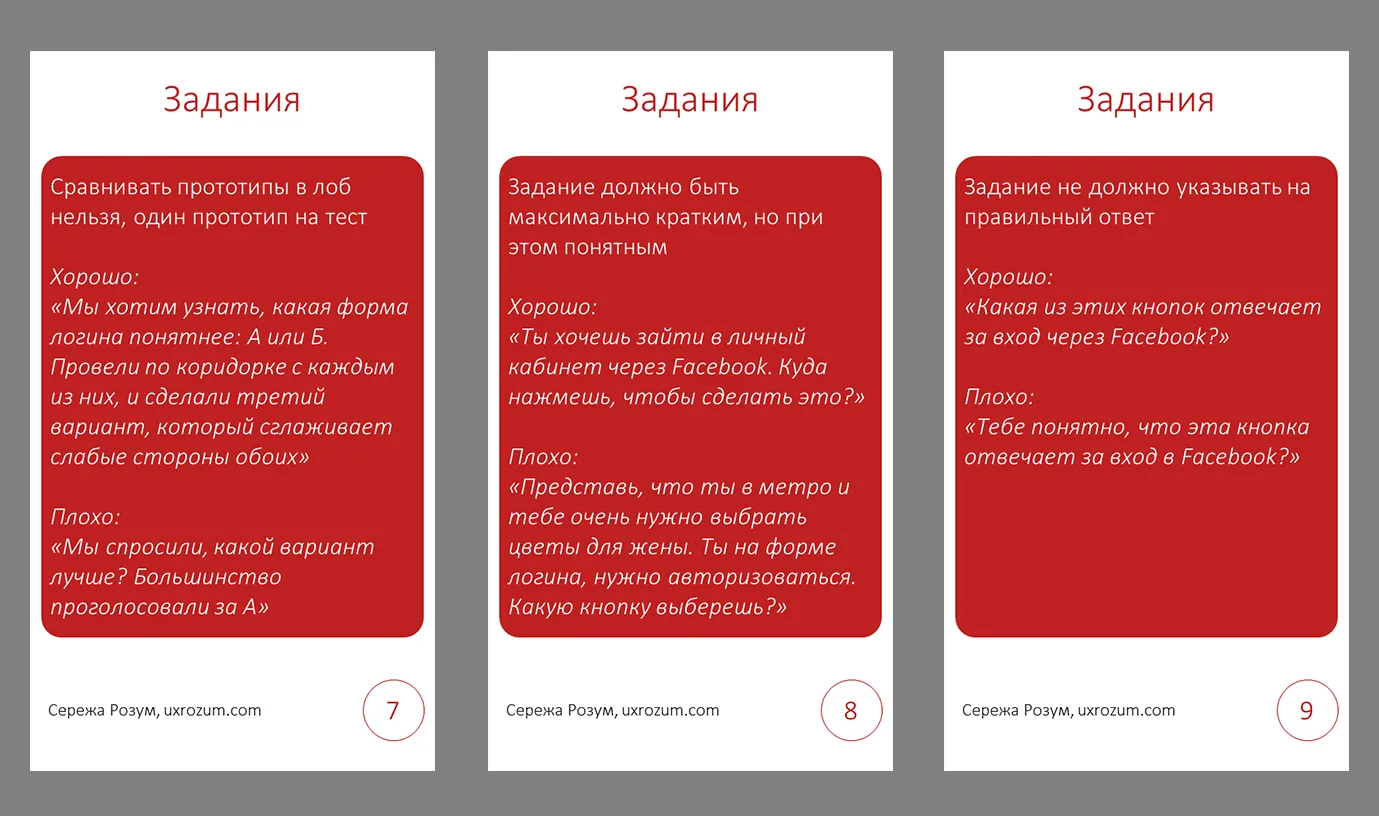 Задания
Сравнивать прототипы в лоб
нельзя, один прототип на тест
Хорошо:
«Мы хотим узнать, какая форма
логина понятнее: А или Б.
Провели по коридорке с каждым
из них, и сделали третий
вариант, который сглаживает
слабые стороны обоих»
Плохо:
«Мы спросили, какой вариант
лучше? Большинство
проголосовали за А»
Сережа Розум, uxrozum.com
7
Задания
Задание должно быть
максимально кратким, но при
этом понятным
Хорошо:
«Ты хочешь зайти в личный
кабинет через Facebook. Куда
нажмешь, чтобы сделать это?»
Плохо:
«Представь, что ты в метро и
тебе очень нужно выбрать
цветы для жены. Ты на форме
логина, нужно авторизоваться.
Какую кнопку выберешь?»
Сережа Розум, uxrozum.com
8
Задания
Задание не должно указывать на
правильный ответ
Хорошо:
«Какая из этих кнопок отвечает
за вход через Facebook?»
Плохо:
«Тебе понятно, что эта кнопка
отвечает за вход в Facebook?»
Сережа Розум, uxrozum.com
9